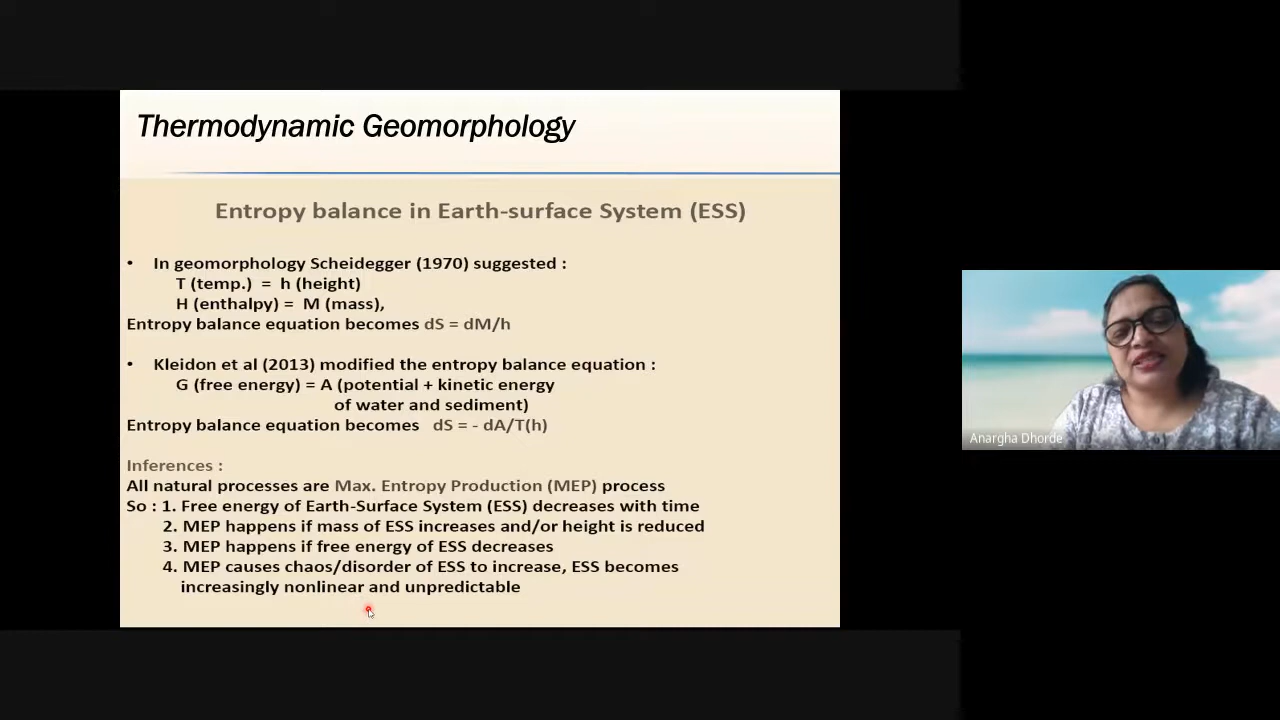 Thermodynamic Geomorphology
Entropy balance in Earth-surface System (ESS)
• In geomorphology Scheidegger (1970) suggested :
T (temp.) = h (height)
H (enthalpy) = M (mass),
Entropy balance equation becomes dS = dM/h
• Kleidon et al (2013) modified the entropy balance equation :
G (free energy) = A (potential + kinetic energy
of water and sediment)
Entropy balance equation becomes dS = - dA/T(h)
Inferences :
All natural processes are Max. Entropy Production (MEP) process
So : 1. Free energy of Earth-Surface System (ESS) decreases with time
2. MEP happens if mass of ESS increases and/or height is reduced
3. MEP happens if free energy of ESS decreases
4. MEP causes chaos/disorder of ESS to increase, ESS becomes
increasingly nonlinear and unpredictable
Anargha Dhorde